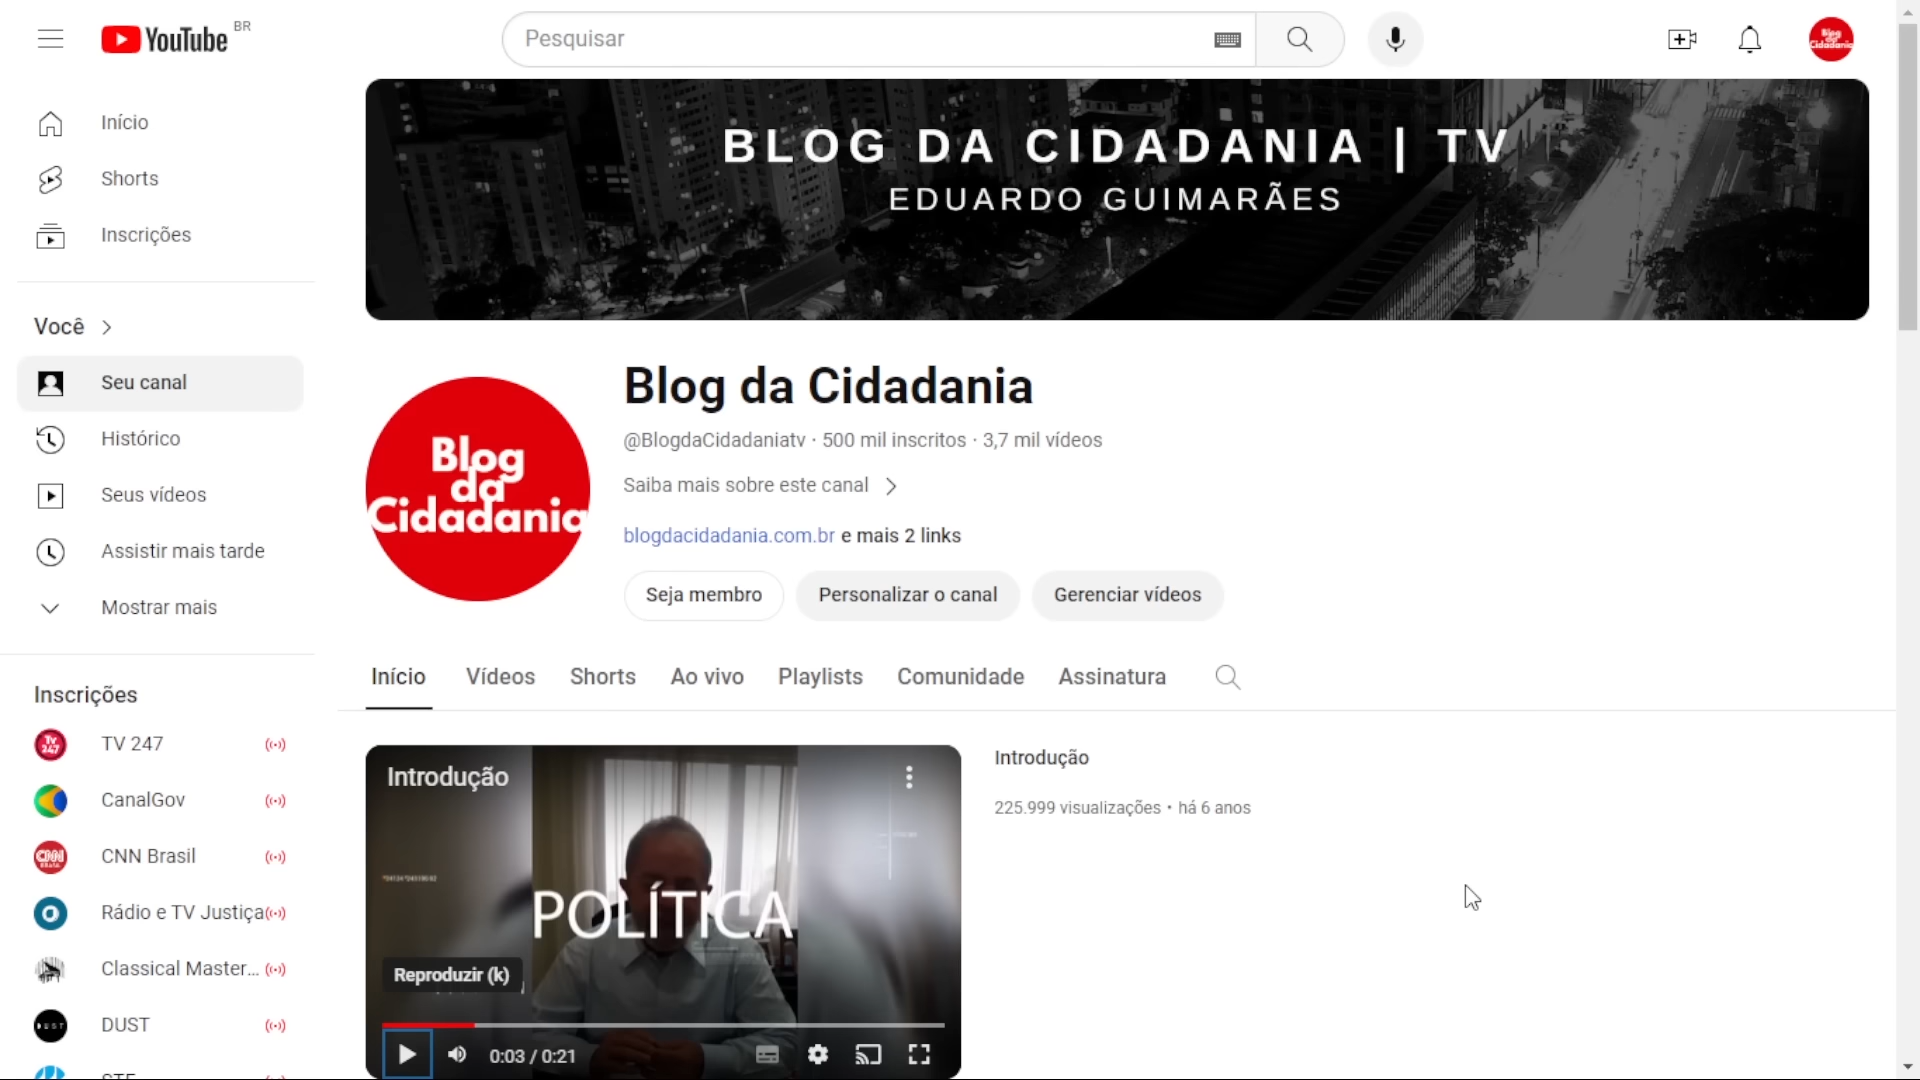 YouTube BR
Pesquisar
Início
Shorts
Inscrições
Você
Seu canal
Histórico
Seus vídeos
Assistir mais tarde
Mostrar mais
Inscrições
TV 247
CanalGov
CNN Brasil
Rádio e TV Justiça
Classical Master...
DUST
BLOG DA CIDADANIA | TV
EDUARDO GUIMARÃES
Blog
da
Cidadania
Blog da Cidadania
@BlogdaCidadaniatv · 500 mil inscritos · 3,7 mil vídeos
Saiba mais sobre este canal
blogdacidadania.com.br e mais 2 links
Seja membro
Personalizar o canal
Gerenciar vídeos
Início
Vídeos
Shorts
Ao vivo
Playlists
Comunidade
Assinatura
Introdução
POLÍTICA
Reproduzir (k)
0:03 / 0:21
Introdução
225.999 visualizações • há 6 anos